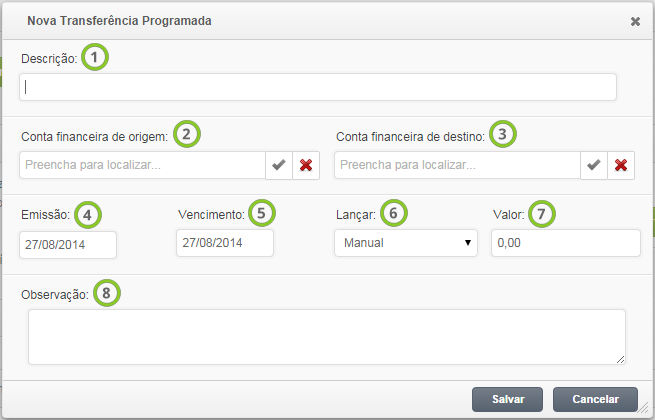 Nova Transferência Programada
Descrição: 1
Conta financeira de origem: 2 Conta financeira de destino: 3
Preencha para localizar... Preencha para localizar...
Emissão: 4 Vencimento: 5 Lançar: 6 Valor: 7
27/08/2014 27/08/2014 Manual 0,00
Observação: 8
Salvar Cancelar